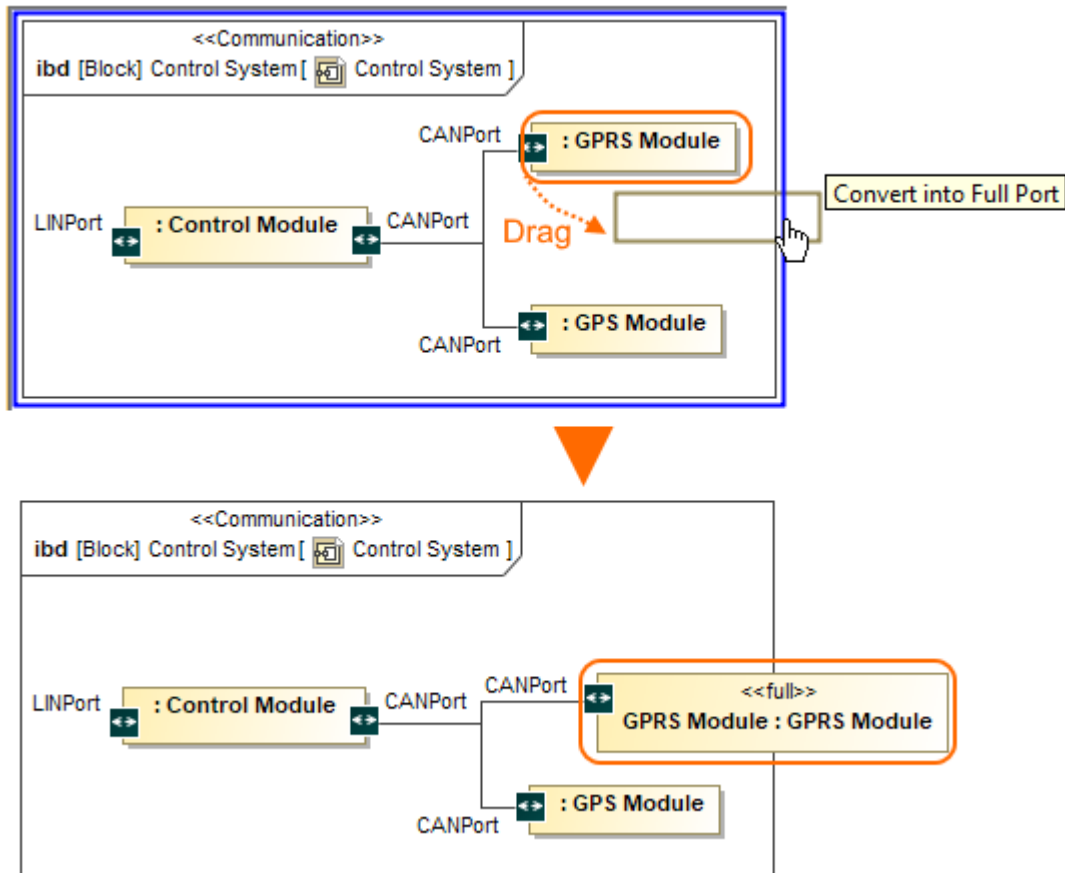 <<Communication>>
ibd [Block] Control System [ Control System ]
CANPort
: GPRS Module
Convert into Full Port
LINPort
: Control Module
CANPort
Drag
: GPS Module
CANPort
<<Communication>>
ibd [Block] Control System [ Control System ]
LINPort
: Control Module
CANPort
CANPort
<<full>>
GPRS Module : GPRS Module
: GPS Module
CANPort